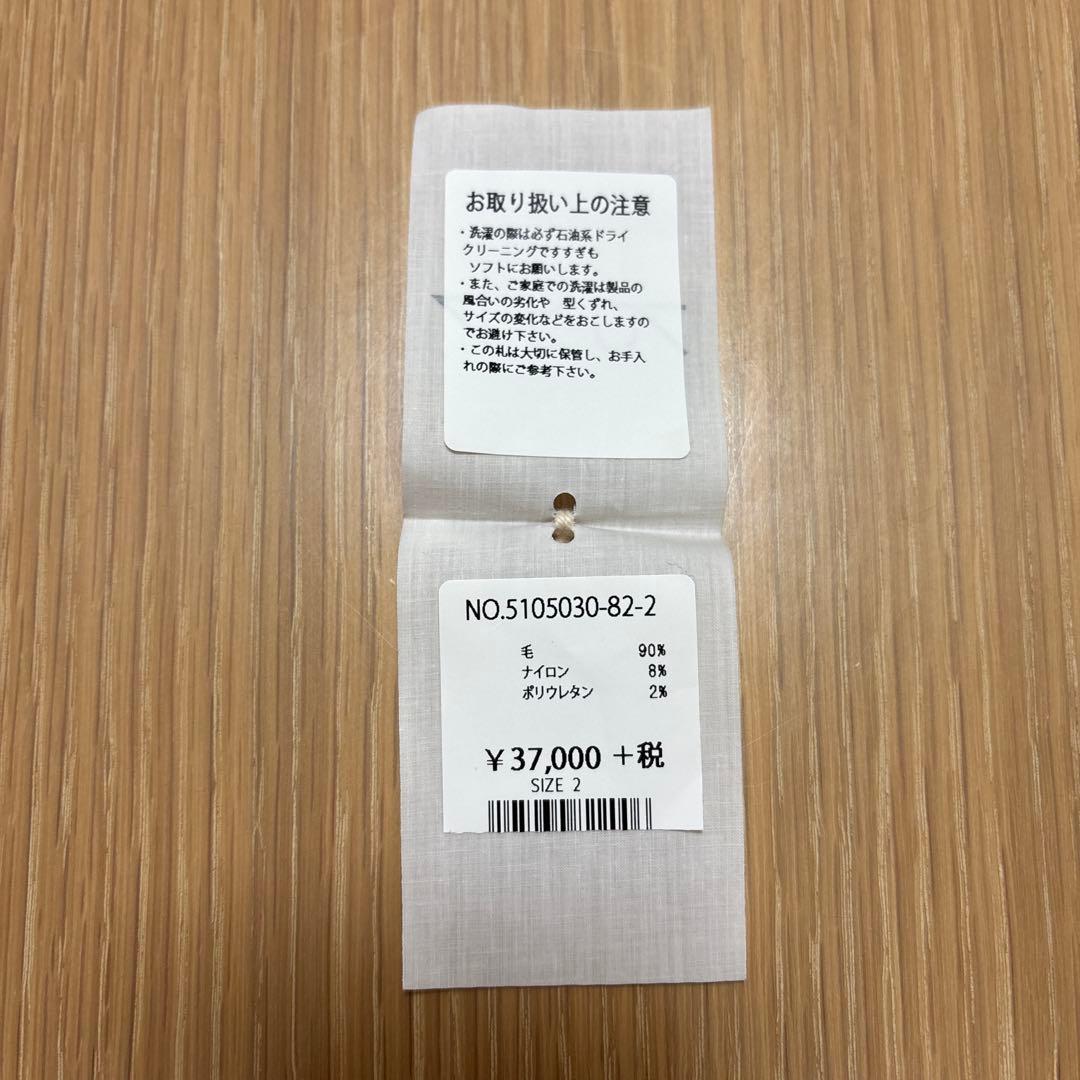 お取り扱い上の注意
・洗濯の際は必ず石油系ドライ
クリーニングですすぎも
ソフトにお願いします。
・また、ご家庭での洗濯は製品の
風合いの劣化や 型くずれ、
サイズの変化などをおこしますの
でお避け下さい。
・この札は大切に保管し、お手入
れの際にご参考下さい。
NO.5105030-82-2
毛 90%
ナイロン 8%
ポリウレタン 2%
¥37,000 +税
SIZE 2